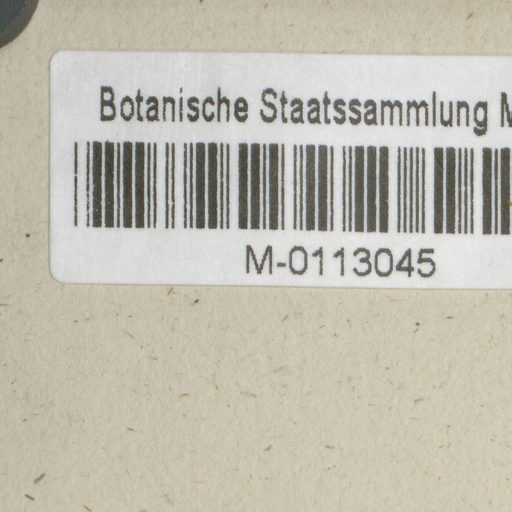 Botanische Staatssammlung M
M-0113045